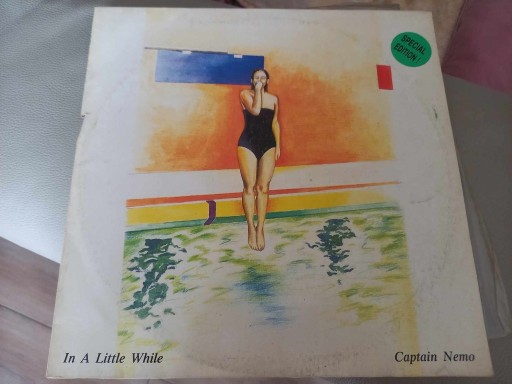 SPECIAL
EDITION!
In A Little While
Captain Nemo